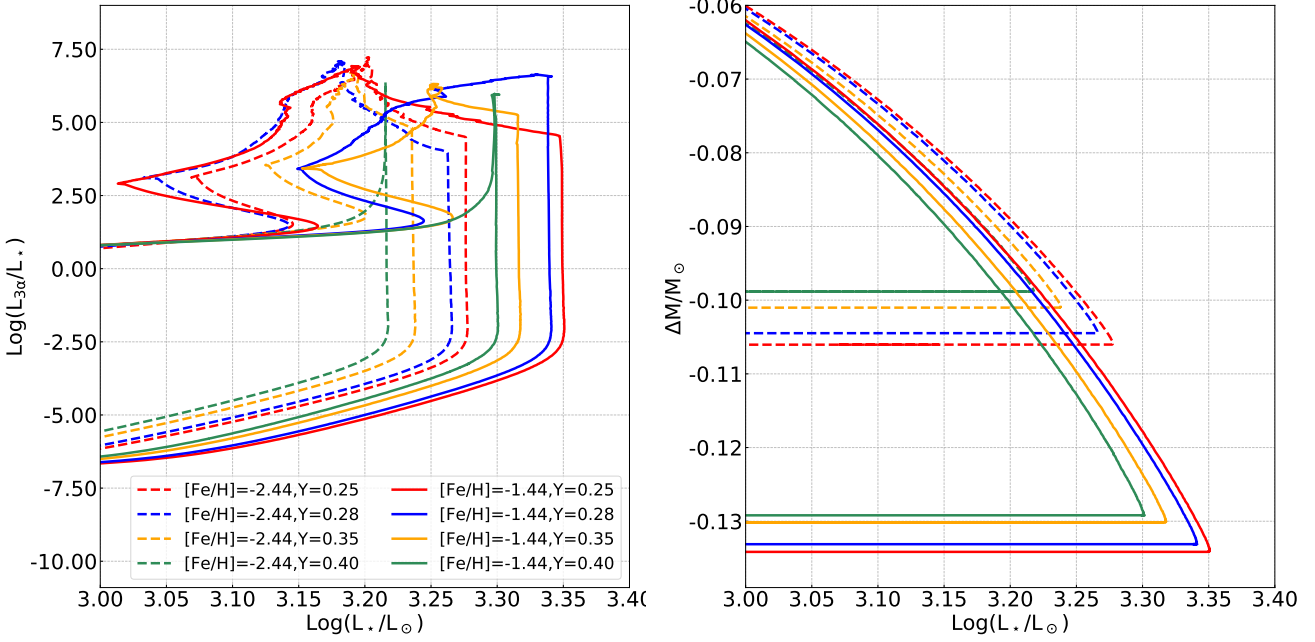 7.50
5.00
2.50
0.00
-2.50
-5.00
-7.50
-10.00
Log(L3α/L⋆)
3.00 3.05 3.10 3.15 3.20 3.25 3.30 3.35 3.40
Log(L⋆/L⊙)
[Fe/H]=-2.44,Y=0.25
[Fe/H]=-2.44,Y=0.28
[Fe/H]=-2.44,Y=0.35
[Fe/H]=-2.44,Y=0.40
[Fe/H]=-1.44,Y=0.25
[Fe/H]=-1.44,Y=0.28
[Fe/H]=-1.44,Y=0.35
[Fe/H]=-1.44,Y=0.40
-0.06
-0.07
-0.08
-0.09
-0.10
-0.11
-0.12
-0.13
ΔM/M⊙
3.00 3.05 3.10 3.15 3.20 3.25 3.30 3.35 3.40
Log(L⋆/L⊙)